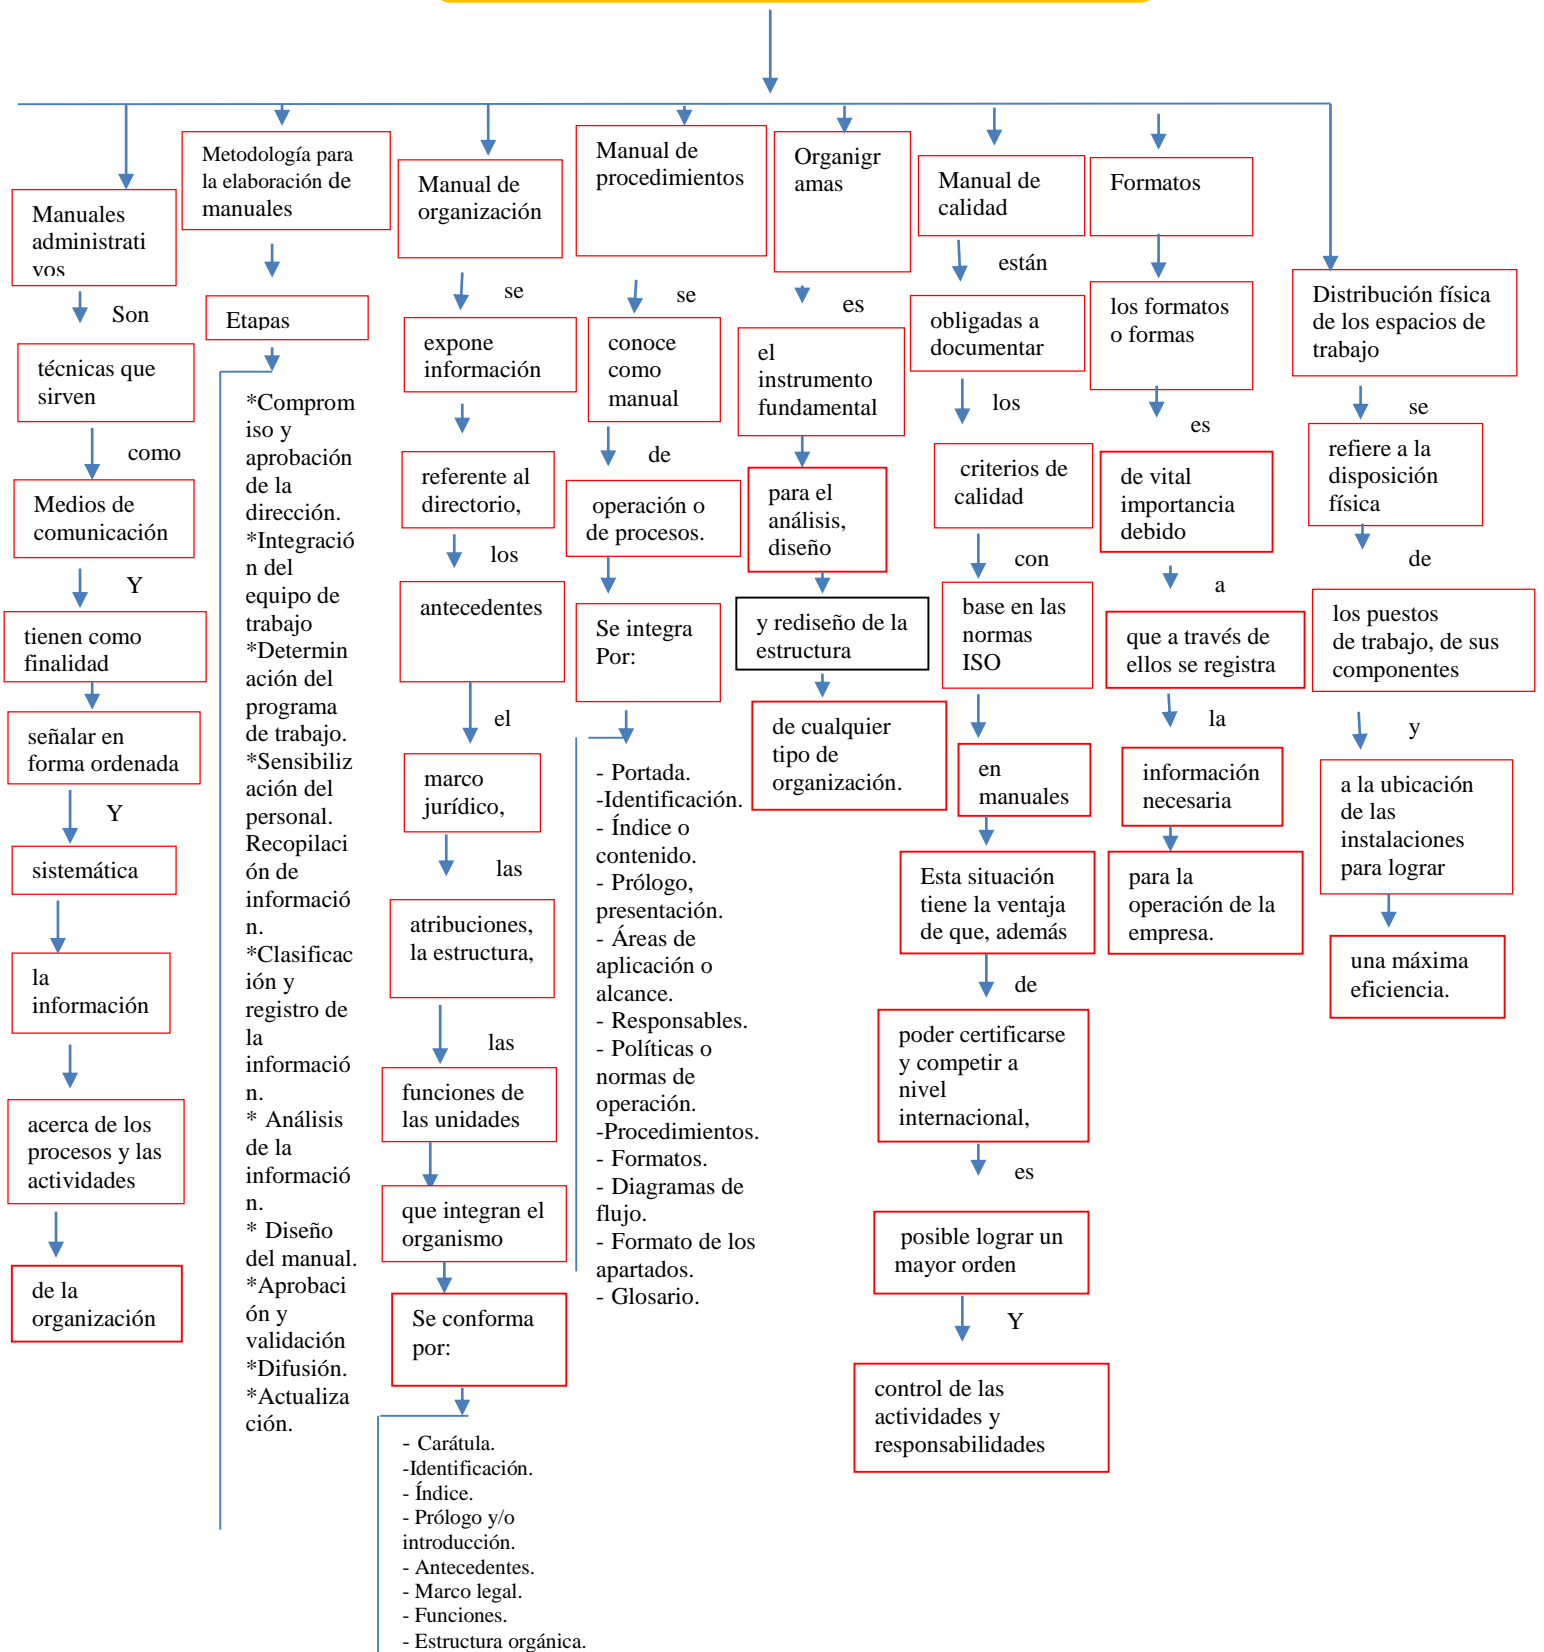 Manuales
administrati
vos
Son
técnicas que
sirven
como
Medios de
comunicación
Y
tienen como
finalidad
señalar en
forma ordenada
Y
sistemática
la
información
acerca de los
procesos y las
actividades
de la
organización
Metodología para
la elaboración de
manuales
Etapas
*Comprom
iso y
aprobación
de la
dirección.
*Integració
n del
equipo de
trabajo
*Determin
ación del
programa
de trabajo.
*Sensibiliz
ación del
personal.
Recopilaci
ón de
informació
n.
*Clasificac
ión y
registro de
la
informació
n.
* Análisis
de la
informació
n.
* Diseño
del manual.
*Aprobaci
ón y
validación
*Difusión.
*Actualiza
ción.
Manual de
organización
se
expone
información
referente al
directorio,
los
antecedentes
el
marco
jurídico,
las
atribuciones,
la estructura,
las
funciones de
las unidades
que integran el
organismo
Se conforma
por:
- Carátula.
-Identificación.
- Índice.
- Prólogo y/o
introducción.
- Antecedentes.
- Marco legal.
- Funciones.
- Estructura orgánica.
Manual de
procedimientos
se
conoce
como
manual
de
operación o
de procesos.
Se integra
Por:
- Portada.
-Identificación.
- Índice o
contenido.
- Prólogo,
presentación.
- Áreas de
aplicación o
alcance.
- Responsables.
- Políticas o
normas de
operación.
-Procedimientos.
- Formatos.
- Diagramas de
flujo.
- Formato de los
apartados.
- Glosario.
Organigr
amas
es
el
instrumento
fundamental
para el
análisis,
diseño
y rediseño de la
estructura
de cualquier
tipo de
organización.
Manual de
calidad
están
obligadas a
documentar
los
criterios de
calidad
con
base en las
normas
ISO
en
manuales
Esta situación
tiene la ventaja
de que, además
de
poder certificarse
y competir a
nivel
internacional,
es
posible lograr un
mayor orden
Y
control de las
actividades y
responsabilidades
Formatos
los formatos
o formas
es
de vital
importancia
debido
a
que a través de
ellos se registra
la
información
necesaria
para la
operación de la
empresa.
Distribución física
de los espacios de
trabajo
se
refiere a la
disposición
física
de
los puestos
de trabajo, de sus
componentes
y
a la ubicación
de las
instalaciones
para lograr
una máxima
eficiencia.